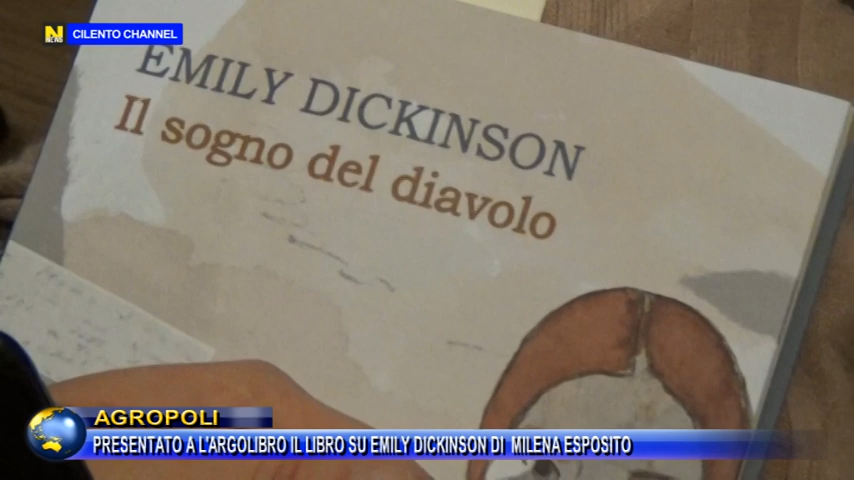 CILENTO CHANNEL
EMILY DICKINSON
Il sogno del diavolo
AGROPOLI
PRESENTATO A L'ARGOLIBRO IL LIBRO SU EMILY DICKINSON DI MILENA ESPOSITO